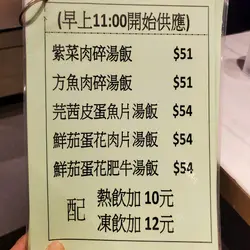 (早上11:00開始供應)
紫菜肉碎湯飯 $51
方魚肉碎湯飯 $51
芫茜皮蛋魚片湯飯 $54
鮮茄蛋花肉片湯飯 $54
鮮茄蛋花肥牛湯飯 $54
配 熱飲加 10元
凍飲加 12元